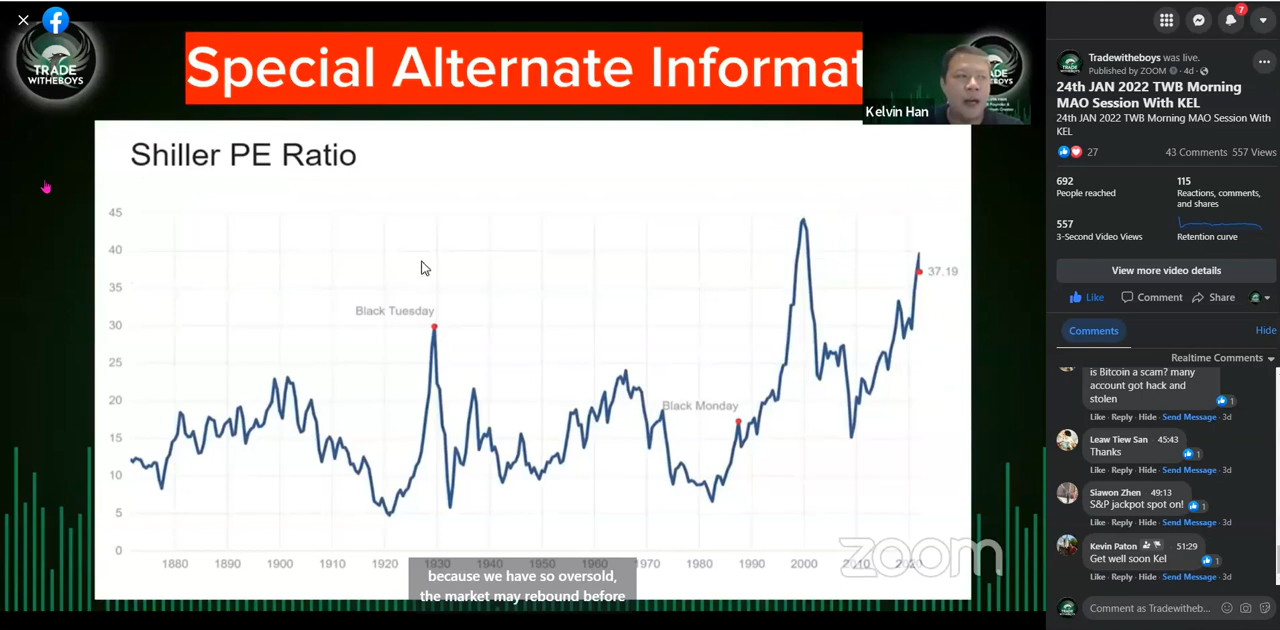 TRADE
WITHEBOYS
Special Alternate Informat
Kelvin Han
Shiller PE Ratio
45
40
35
30
25
20
15
10
5
0
Black Tuesday
Black Monday
37.19
1880
1890
1900
1910
1920
1930
1940
1950
1960
1970
1980
1990
2000
2010
2020
zoom
because we have so oversold,
the market may rebound before
7
Tradewitheboys was live.
Published by ZOOM · 4d ·
24th JAN 2022 TWB Morning
MAO Session With KEL
24th JAN 2022 TWB Morning MAO Session With
KEL
27
43 Comments 557 Views
692
People reached
115
Reactions, comments,
and shares
557
3-Second Video Views
Retention curve
View more video details
Like
Comment
Share
Comments
Hide
Realtime Comments
is Bitcoin a scam? many
account got hack and
stolen
1
Like · Reply · Hide · Send Message · 3d
Leaw Tiew San 45:43
Thanks
1
Like · Reply · Hide · Send Message · 3d
Siawon Zhen 49:13
S&P jackpot spot on!
1
Like · Reply · Hide · Send Message · 3d
Kevin Paton 51:29
Get well soon Kel
1
Like · Reply · Hide · Send Message · 3d
Comment as Tradewitheb...